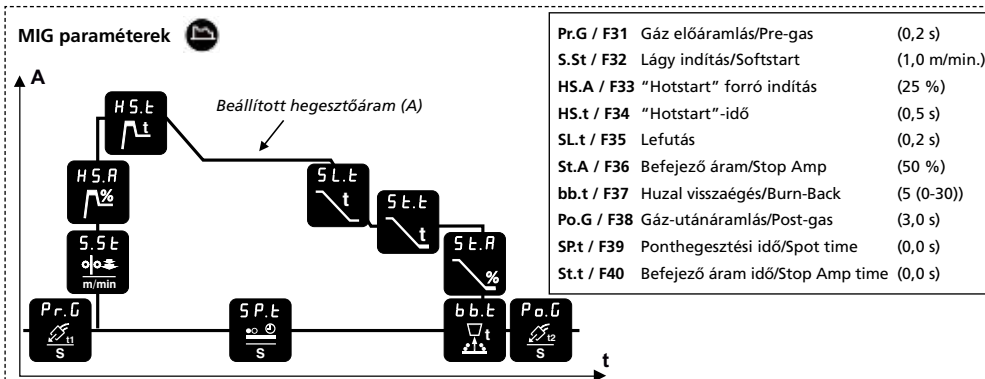 MIG paraméterek
A
Beállított hegesztőáram (A)
HS.t
t
HS.A
%
S.St
m/min
Pr.G
t1
S
SP.t
S
SL.t
t
St.t
t
St.A
%
bb.t
t
Po.G
t2
S
t
Pr.G / F31 Gáz előáramlás/Pre-gas (0,2 s)
S.St / F32 Lágy indítás/Softstart (1,0 m/min.)
HS.A / F33 "Hotstart" forró indítás (25 %)
HS.t / F34 "Hotstart"-idő (0,5 s)
SL.t / F35 Lefutás (0,2 s)
St.A / F36 Befejező áram/Stop Amp (50 %)
bb.t / F37 Huzal visszaégés/Burn-Back (5 (0-30))
Po.G / F38 Gáz-utánáramlás/Post-gas (3,0 s)
SP.t / F39 Ponthegesztési idő/Spot time (0,0 s)
St.t / F40 Befejező áram idő/Stop Amp time (0,0 s)